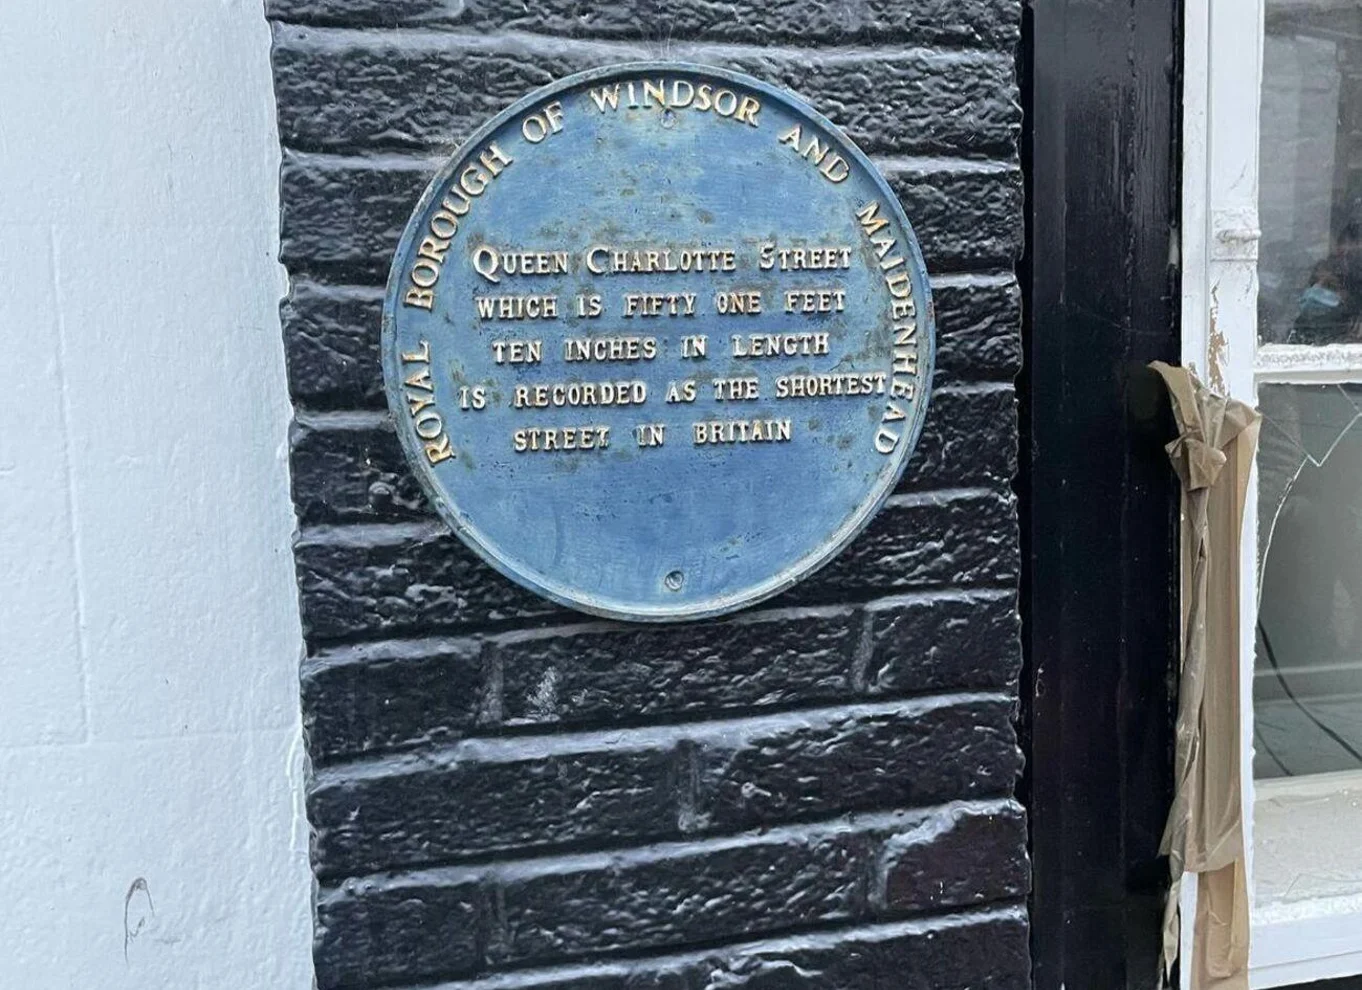 ROYAL BOROUGH OF WINDSOR AND MAIDENHEAD
QUEEN CHARLOTTE STREET
WHICH IS FIFTY ONE FEET
TEN INCHES IN LENGTH
IS RECORDED AS THE SHORTEST
STREET IN BRITAIN